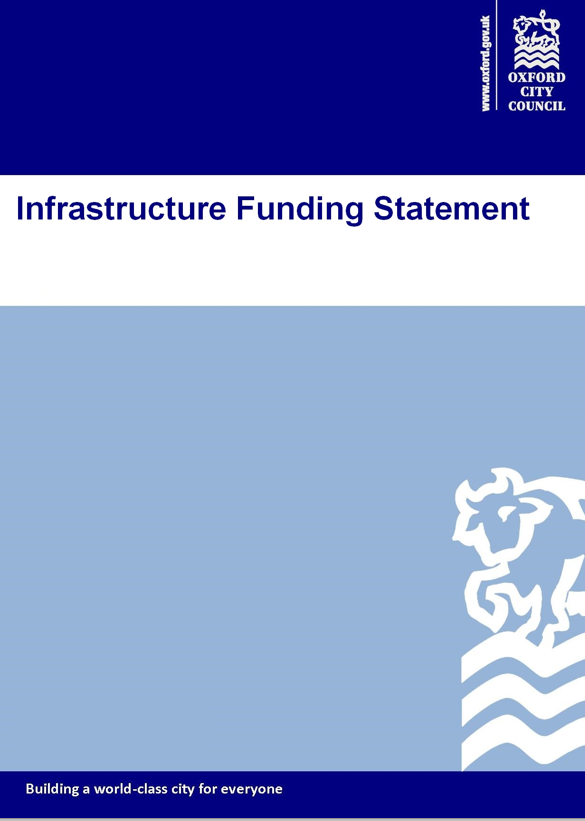 www.oxford.gov.uk
OXFORD
CITY
COUNCIL
Infrastructure Funding Statement
Building a world-class city for everyone